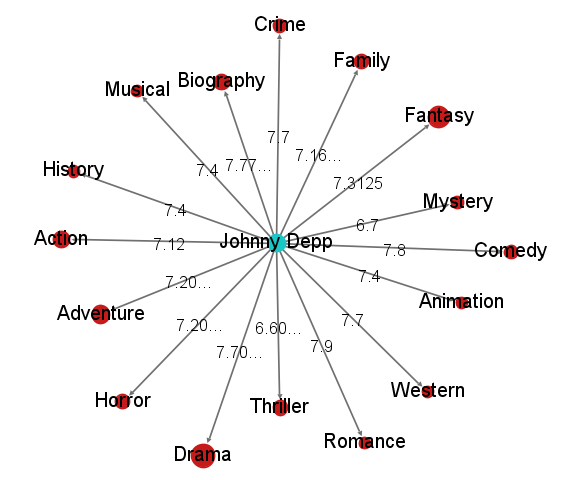 Crime
Family
Biography
Musical
Fantasy
7.7
7.16...
7.77...
History
7.4
7.3125
Mystery
7.4
6.7
Action
7.12
Johnny Depp
7.8
Comedy
7.4
7.20...
Animation
Adventure
7.20...
6.60...
7.7
7.70...
7.9
Western
Horror
Thriller
Romance
Drama